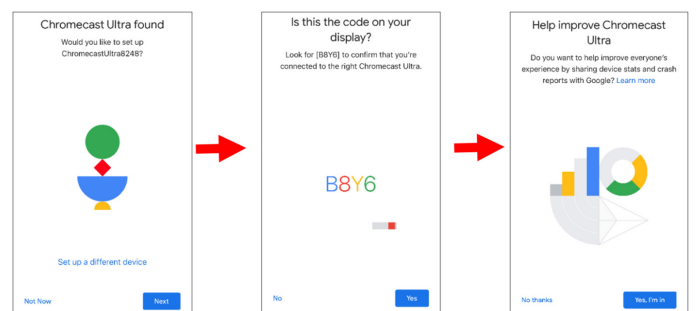 Chromecast Ultra found
Would you like to set up
ChromecastUltra8248?
Set up a different device
Not Now
Next
Is this the code on your
display?
Look for [B8Y6] to confirm that you're
connected to the right Chromecast Ultra.
B8Y6
No
Yes
Help improve Chromecast
Ultra
Do you want to help improve everyone's
experience by sharing device stats and crash
reports with Google? Learn more
No thanks
Yes, I'm in